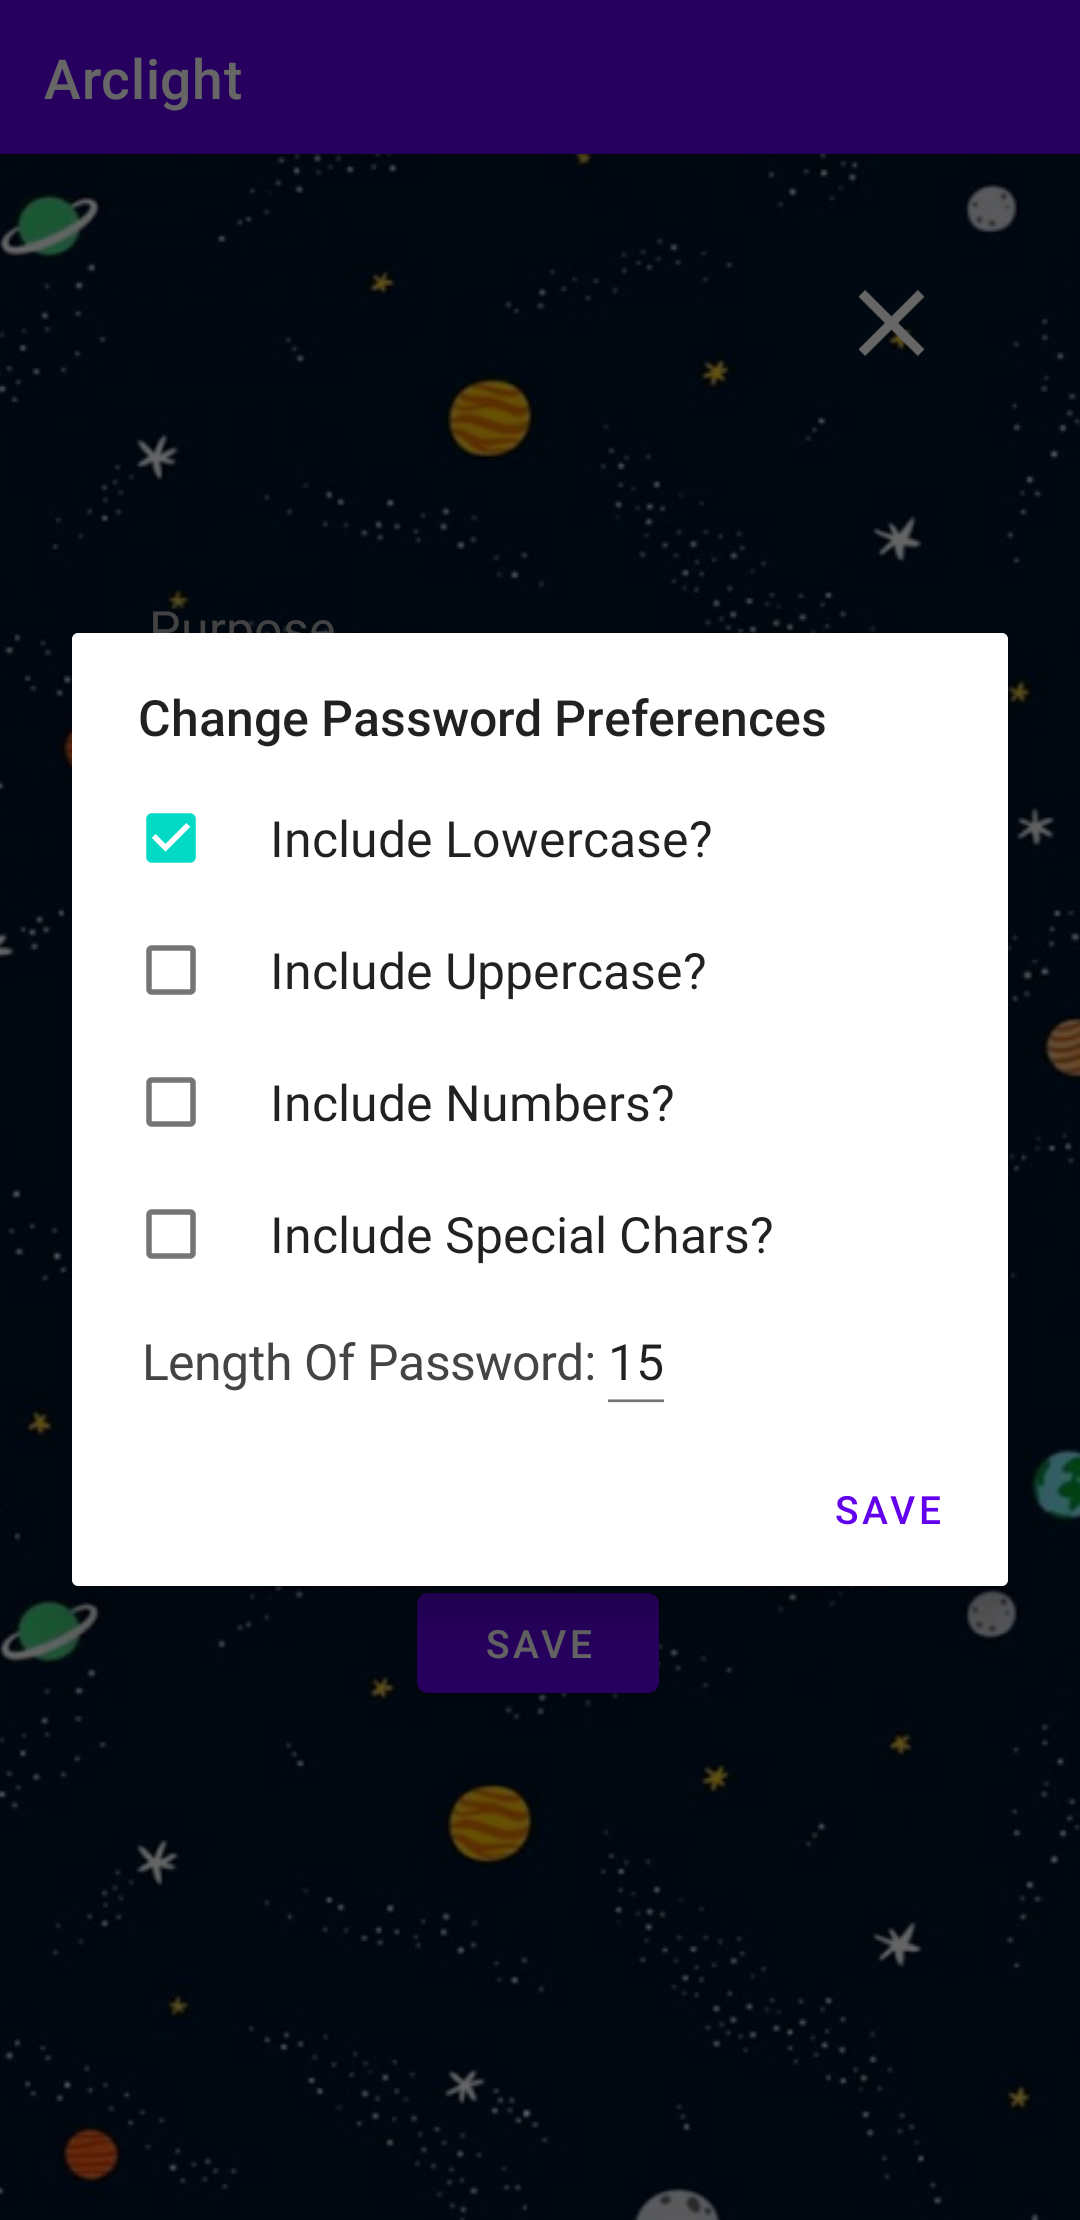 Arclight
Purpose
Change Password Preferences
Include Lowercase?
Include Uppercase?
Include Numbers?
Include Special Chars?
Length Of Password: 15
SAVE
SAVE